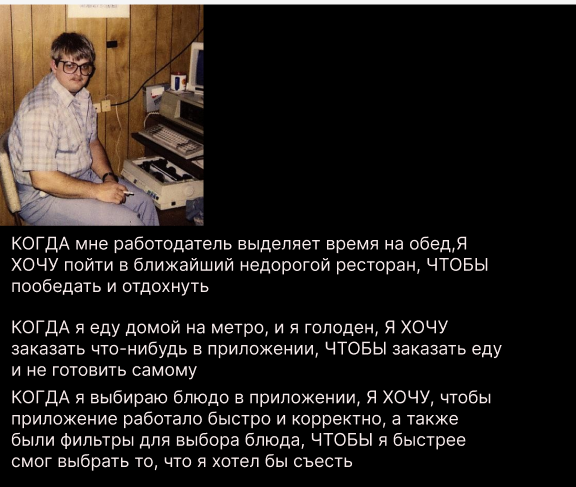 КОГДА мне работодатель выделяет время на обед,Я
ХОЧУ пойти в ближайший недорогой ресторан, ЧТОБЫ
пообедать и отдохнуть
КОГДА я еду домой на метро, и я голоден, Я ХОЧУ
заказать что-нибудь в приложении, ЧТОБЫ заказать еду
и не готовить самому
КОГДА я выбираю блюдо в приложении, Я ХОЧУ, чтобы
приложение работало быстро и корректно, а также
были фильтры для выбора блюда, ЧТОБЫ я быстрее
смог выбрать то, что я хотел бы съесть